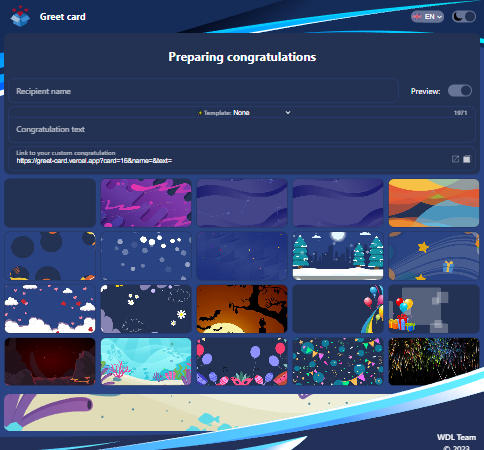 Greet card
EN
Preparing congratulations
Recipient name
Preview:
Template: None
1971
Congratulation text
Link to your custom congratulation
https://greet-card.vercel.app?card=16&name=&text=
WDL Team
© 2023